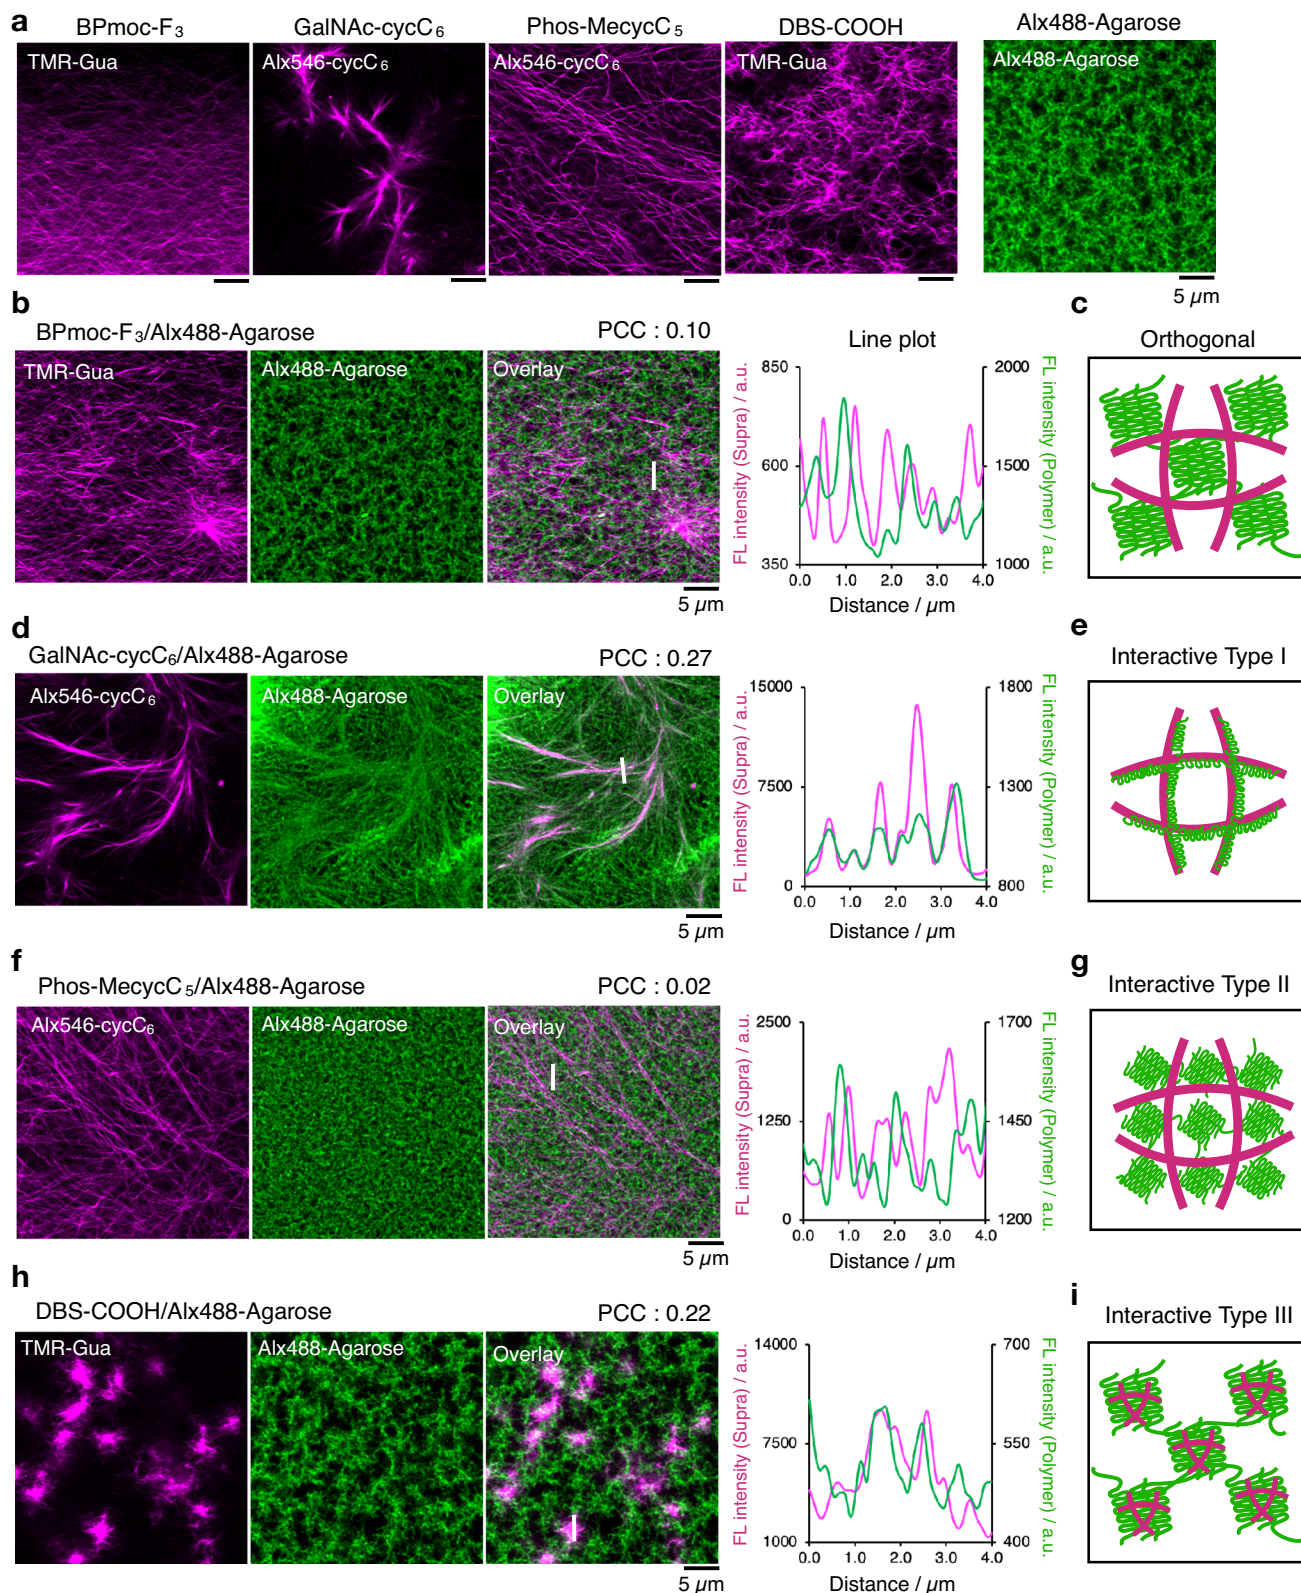 a
BPmoc-F₃ GalNAc-cycC₆ Phos-MecycC₅ DBS-COOH Alx488-Agarose
TMR-Gua Alx546-cycC₆ Alx546-cycC₆ TMR-Gua Alx488-Agarose
5 µm
b
BPmoc-F₃/Alx488-Agarose PCC : 0.10
TMR-Gua Alx488-Agarose Overlay
5 µm
Line plot
FL intensity (Supra) / a.u.
850
600
350
FL intensity (Polymer) / a.u.
2000
1500
1000
0.0 1.0 2.0 3.0 4.0
Distance / µm
c
Orthogonal
d
GalNAc-cycC₆/Alx488-Agarose PCC : 0.27
Alx546-cycC₆ Alx488-Agarose Overlay
5 µm
FL intensity (Supra) / a.u.
15000
7500
0
FL intensity (Polymer) / a.u.
1800
1300
800
0.0 1.0 2.0 3.0 4.0
Distance / µm
e
Interactive Type I
f
Phos-MecycC₅/Alx488-Agarose PCC : 0.02
Alx546-cycC₆ Alx488-Agarose Overlay
5 µm
FL intensity (Supra) / a.u.
2500
1250
0
FL intensity (Polymer) / a.u.
1700
1450
1200
0.0 1.0 2.0 3.0 4.0
Distance / µm
g
Interactive Type II
h
DBS-COOH/Alx488-Agarose PCC : 0.22
TMR-Gua Alx488-Agarose Overlay
5 µm
FL intensity (Supra) / a.u.
14000
7500
1000
FL intensity (Polymer) / a.u.
700
550
400
0.0 1.0 2.0 3.0 4.0
Distance / µm
i
Interactive Type III